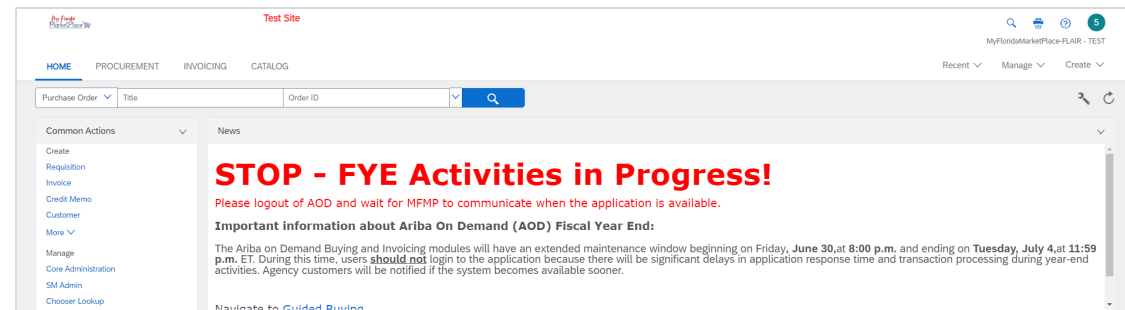 My Florida
MarketPlace
Test Site
5
MyFloridaMarketPlace-FLAIR - TEST
HOME PROCUREMENT INVOICING CATALOG Recent Manage Create
Purchase Order Title Order ID
Common Actions
News
Create
Requisition
Invoice
Credit Memo
Customer
More
Manage
Core Administration
SM Admin
Chooser Lookup
STOP - FYE Activities in Progress!
Please logout of AOD and wait for MFMP to communicate when the application is available.
Important information about Ariba On Demand (AOD) Fiscal Year End:
The Ariba on Demand Buying and Invoicing modules will have an extended maintenance window beginning on Friday, June 30,at 8:00 p.m. and ending on Tuesday, July 4,at 11:59
p.m. ET. During this time, users should not login to the application because there will be significant delays in application response time and transaction processing during year-end
activities. Agency customers will be notified if the system becomes available sooner.
Navigate to Guided Buying